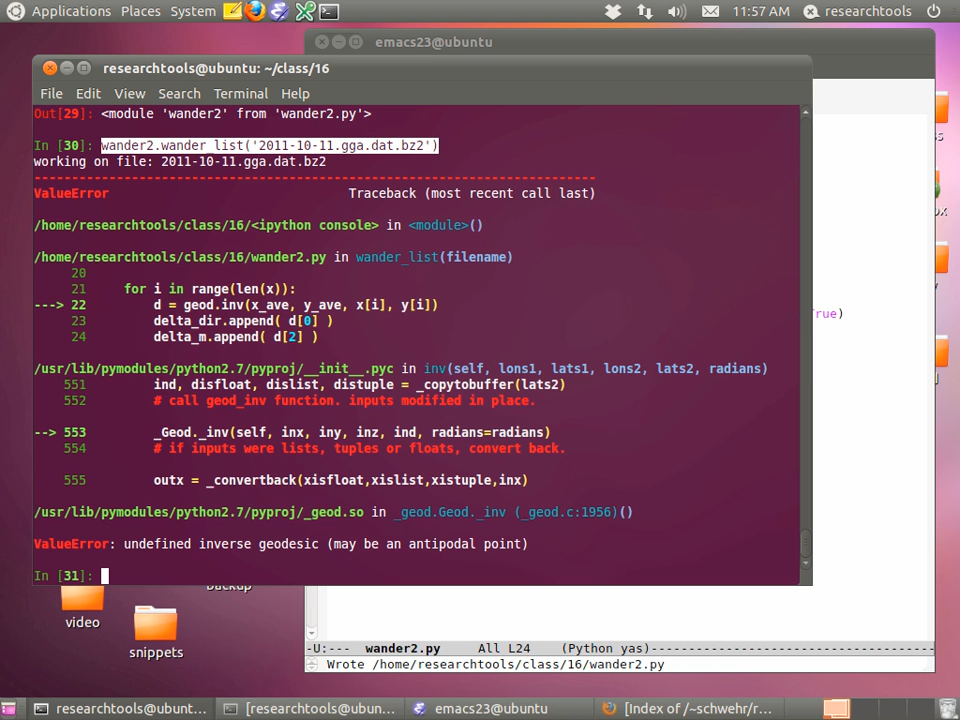 Applications Places System 11:57 AM researchtools
emacs23@ubuntu
researchtools@ubuntu: ~/class/16
File Edit View Search Terminal Help
Out[29]: <module 'wander2' from 'wander2.py'>
In [30]: wander2.wander_list('2011-10-11.gga.dat.bz2')
working on file: 2011-10-11.gga.dat.bz2
---------------------------------------------------------------------------
ValueError Traceback (most recent call last)
/home/researchtools/class/16/<ipython console> in <module>()
/home/researchtools/class/16/wander2.py in wander_list(filename)
20
21 for i in range(len(x)):
---> 22 d = geod.inv(x_ave, y_ave, x[i], y[i])
23 delta_dir.append( d[0] )
24 delta_m.append( d[2] )
/usr/lib/pymodules/python2.7/pyproj/__init__.pyc in inv(self, lons1, lats1, lons2, lats2, radians)
551 ind, disfloat, dislist, distuple = _copytobuffer(lats2)
552 # call geod_inv function. inputs modified in place.
--> 553 _Geod._inv(self, inx, iny, inz, ind, radians=radians)
554 # if inputs were lists, tuples or floats, convert back.
555 outx = _convertback(xisfloat,xislist,xistuple,inx)
/usr/lib/pymodules/python2.7/pyproj/_geod.so in _geod.Geod._inv (_geod.c:1956)()
ValueError: undefined inverse geodesic (may be an antipodal point)
In [31]:
rue)
backup
video
snippets
-U:--- wander2.py All L24 (Python yas)------------------------------------
Wrote /home/researchtools/class/16/wander2.py
researchtools@ubuntu... [researchtools@ubun... emacs23@ubuntu [Index of /~schwehr/r...